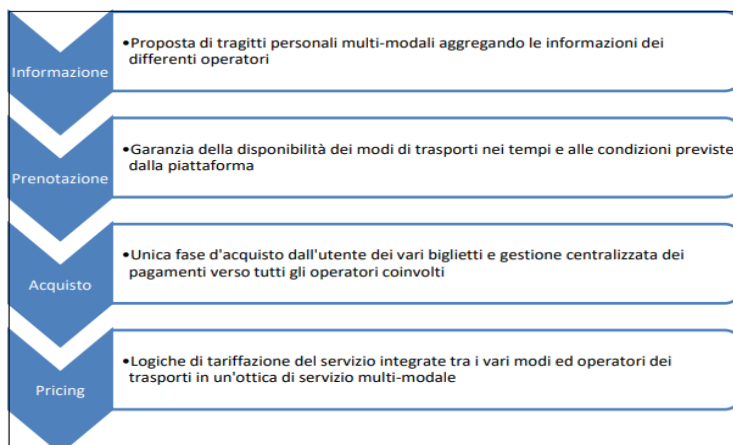 Informazione
•Proposta di tragitti personali multi-modali aggregando le informazioni dei
differenti operatori
Prenotazione
•Garanzia della disponibilità dei modi di trasporti nei tempi e alle condizioni previste
dalla piattaforma
Acquisto
•Unica fase d'acquisto dall'utente dei vari biglietti e gestione centralizzata dei
pagamenti verso tutti gli operatori coinvolti
Pricing
•Logiche di tariffazione del servizio integrate tra i vari modi ed operatori dei
trasporti in un'ottica di servizio multi-modale